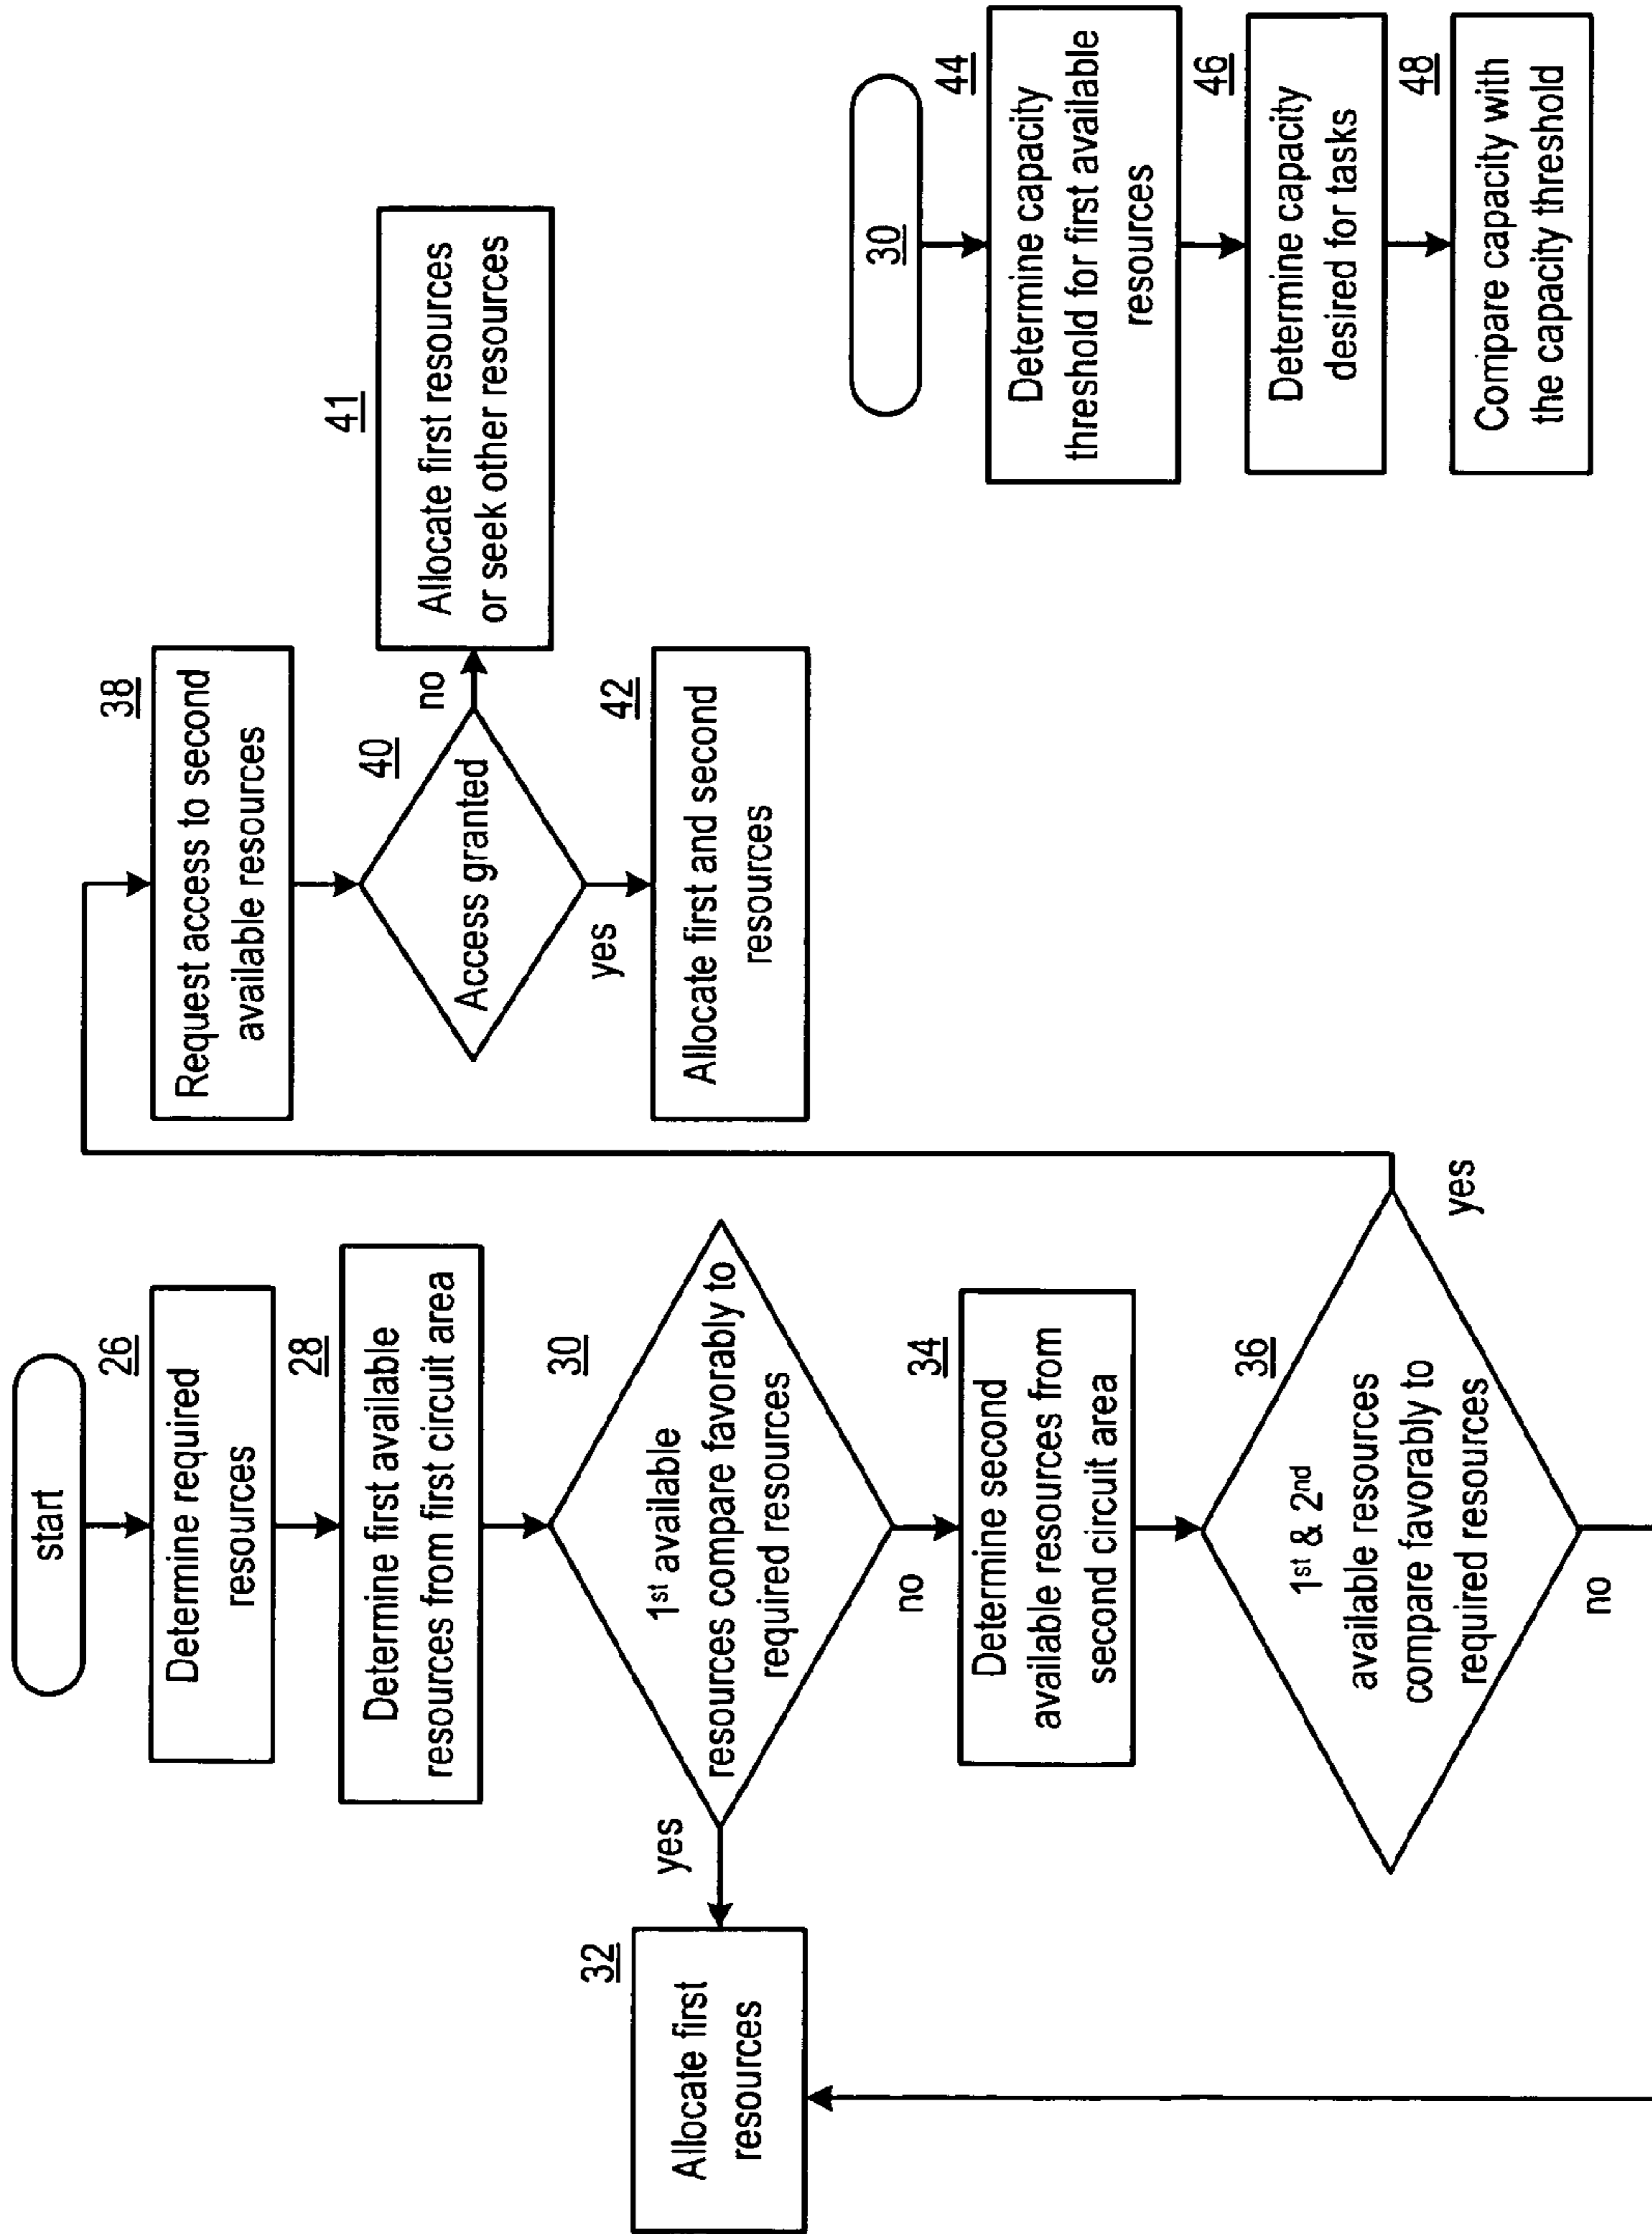 start
26
Determine required
resources
28
Determine first available
resources from first circuit area
30
1st available
resources compare favorably to
required resources
yes
no
32
Allocate first
resources
34
Determine second
available resources from
second circuit area
36
1st & 2nd
available resources
compare favorably to
required resources
yes
no
38
Request access to second
available resources
40
Access granted
no
yes
41
Allocate first resources
or seek other resources
42
Allocate first and second
resources
30
44
Determine capacity
threshold for first available
resources
46
Determine capacity
desired for tasks
48
Compare capacity with
the capacity threshold